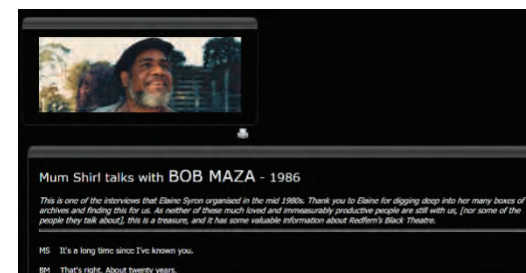 Mum Shirl talks with BOB MAZA - 1986
This is one of the interviews that Elaine Syron organised in the mid 1980s. Thank you to Elaine for digging deep into her many boxes of
archives and finding this for us. As neither of these much loved and immeasurably productive people are still with us, [nor some of the
people they talk about], this is a treasure, and it has some valuable information about Redfern's Black Theatre.
MS It's a long time since I've known you.
BM That's right. About twenty years.